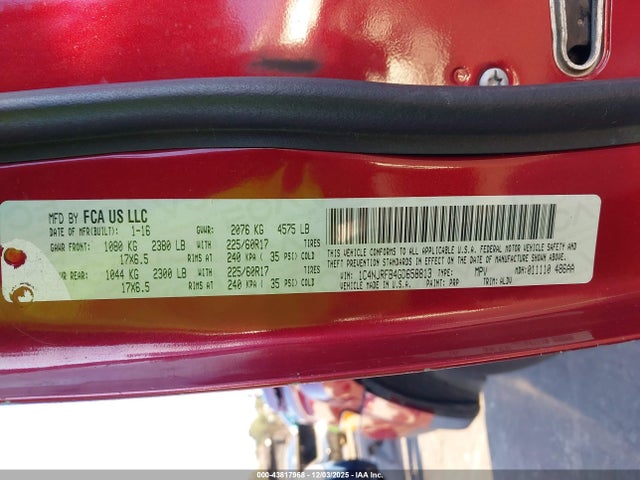 MFD BY FCA US LLC
DATE OF MFR(BUILT): 1-16 GVWR: 2076 KG 4575 LB
GAWR FRONT: 1080 KG 2380 LB WITH 225/60R17 TIRES
17X6.5 RIMS AT 240 KPA ( 35 PSI) COLD
REAR: 1044 KG 2300 LB WITH 225/60R17 TIRES
17X6.5 RIMS AT 240 KPA ( 35 PSI) COLD
THIS VEHICLE CONFORMS TO ALL APPLICABLE U.S.A. FEDERAL MOTOR VEHICLE SAFETY AND
THEFT PREVENTION STANDARDS IN EFFECT ON THE DATE OF MANUFACTURE SHOWN ABOVE.
VIN: 1C4NJRFB4GD658813 TYPE: MPV MDH:011110 486AA
VEHICLE MADE IN U.S.A. PAINT: PRP TRIM:ALDV
000-43817968 - 12/03/2025 - IAA Inc.